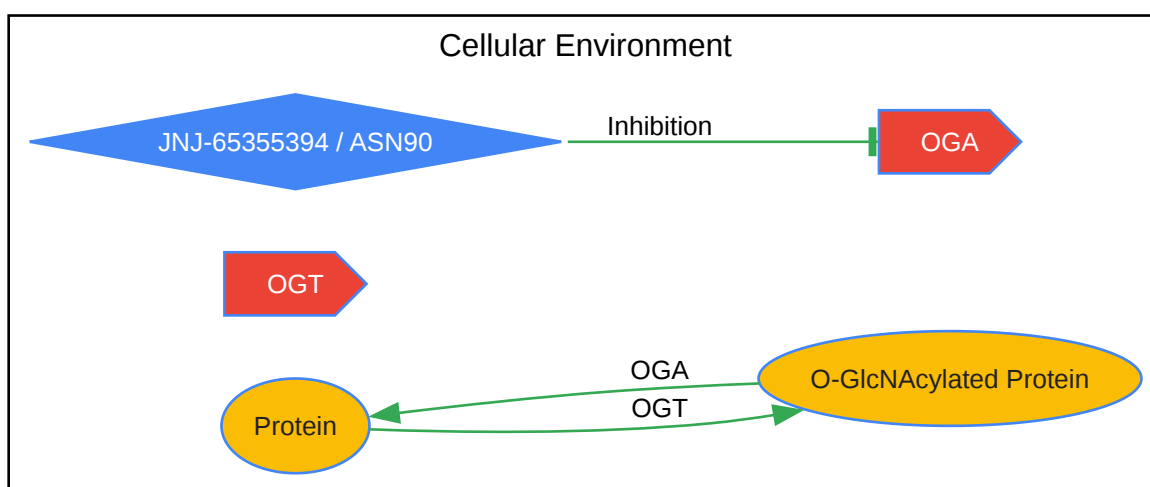 Cellular Environment
JNJ-65355394 / ASN90
Inhibition
OGA
OGT
OGA
O-GlcNAcylated Protein
OGT
Protein